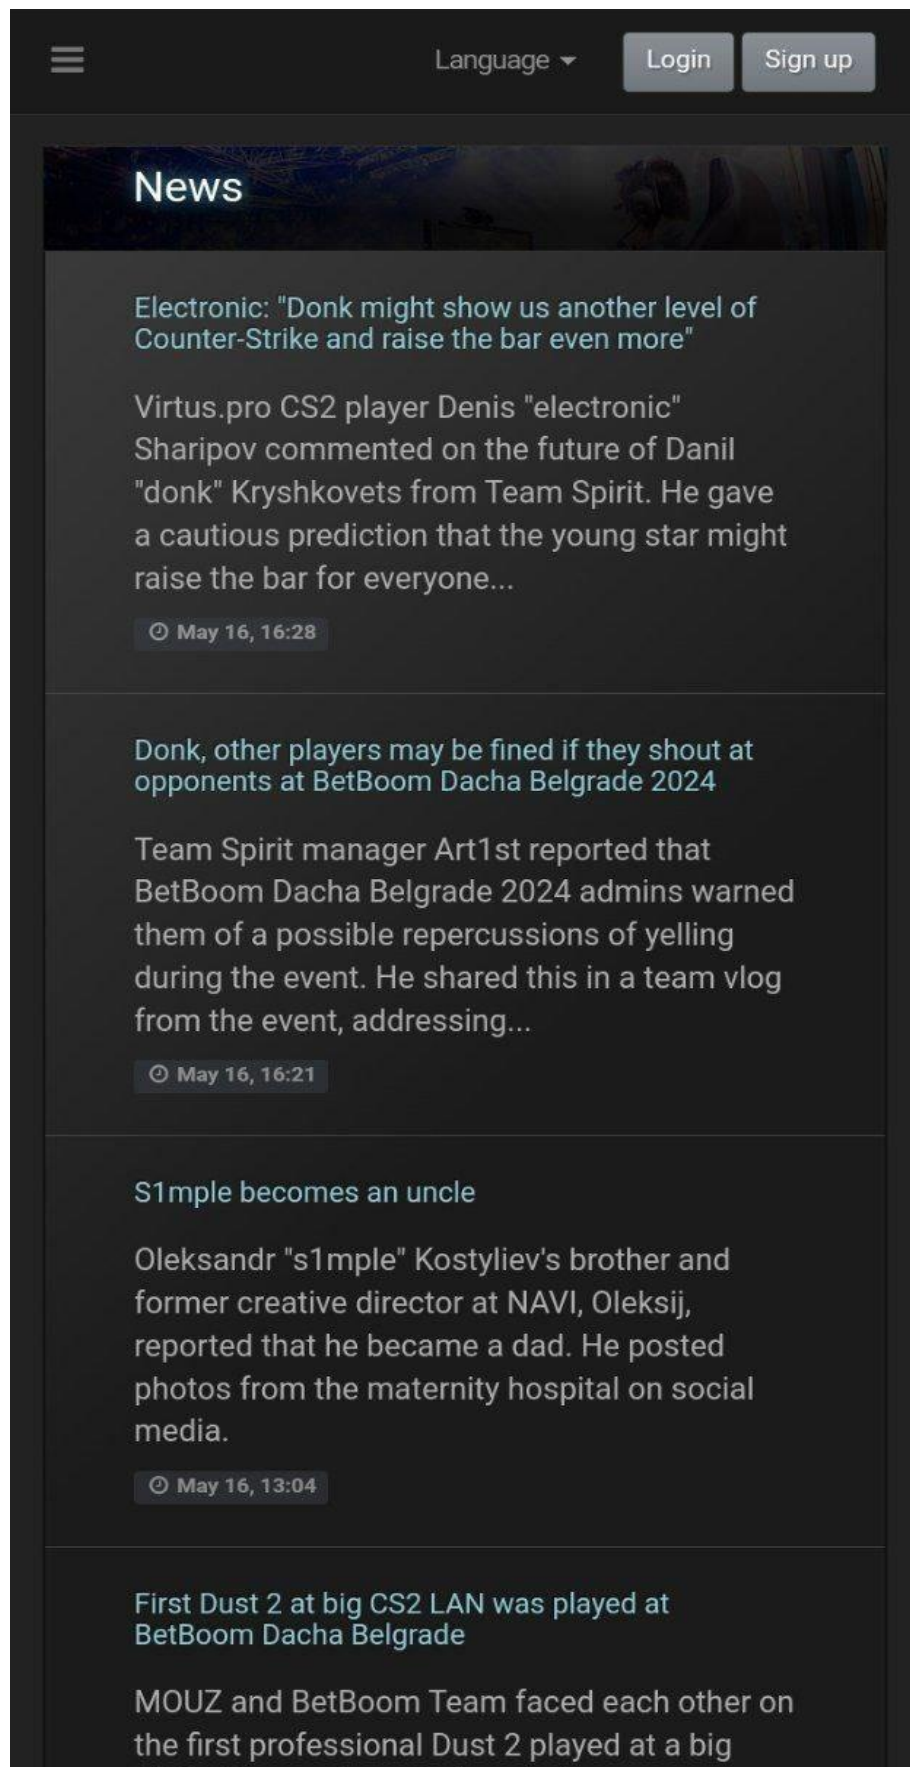 Language
Login
Sign up
News
Electronic: "Donk might show us another level of
Counter-Strike and raise the bar even more"
Virtus.pro CS2 player Denis "electronic"
Sharipov commented on the future of Danil
"donk" Kryshkovets from Team Spirit. He gave
a cautious prediction that the young star might
raise the bar for everyone...
May 16, 16:28
Donk, other players may be fined if they shout at
opponents at BetBoom Dacha Belgrade 2024
Team Spirit manager Art1st reported that
BetBoom Dacha Belgrade 2024 admins warned
them of a possible repercussions of yelling
during the event. He shared this in a team vlog
from the event, addressing...
May 16, 16:21
S1mple becomes an uncle
Oleksandr "s1mple" Kostyliev's brother and
former creative director at NAVI, Oleksij,
reported that he became a dad. He posted
photos from the maternity hospital on social
media.
May 16, 13:04
First Dust 2 at big CS2 LAN was played at
BetBoom Dacha Belgrade
MOUZ and BetBoom Team faced each other on
the first professional Dust 2 played at a big